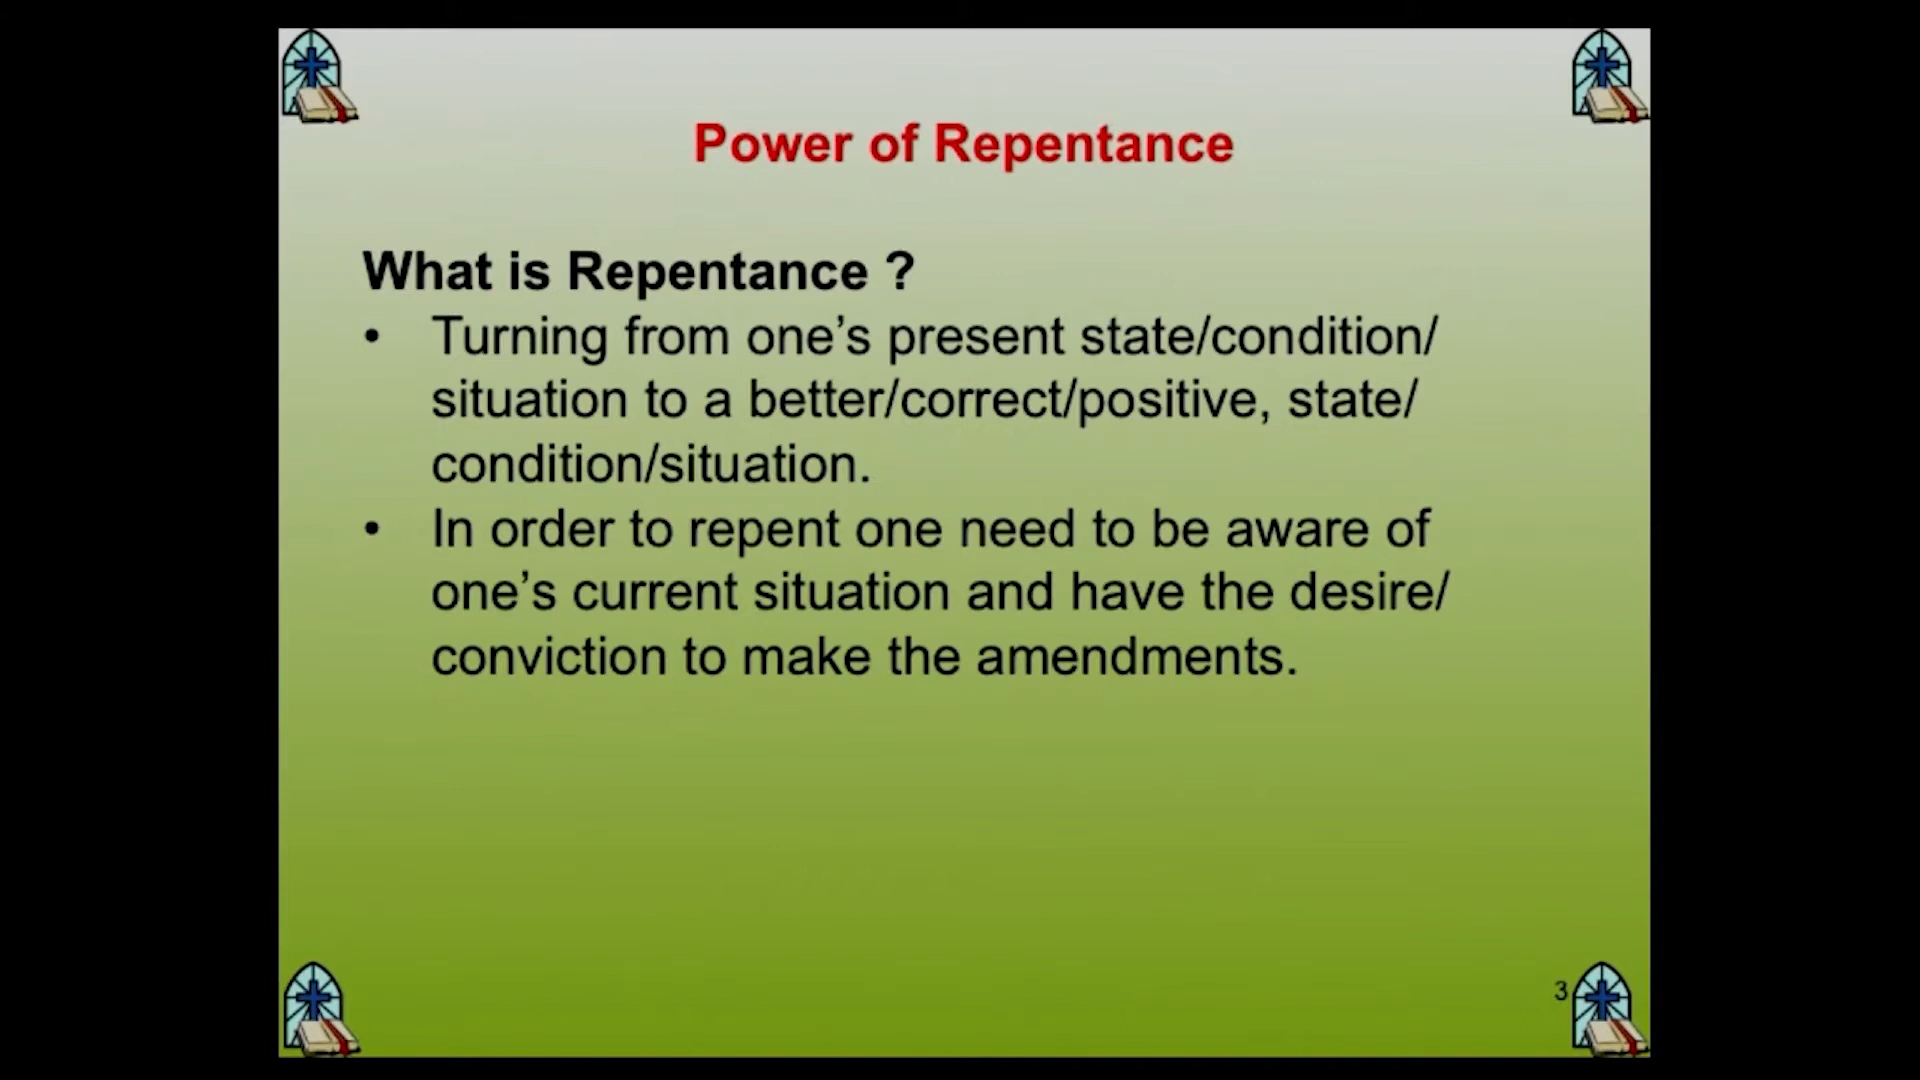 Power of Repentance
What is Repentance ?
• Turning from one’s present state/condition/
situation to a better/correct/positive, state/
condition/situation.
• In order to repent one need to be aware of
one’s current situation and have the desire/
conviction to make the amendments.
3